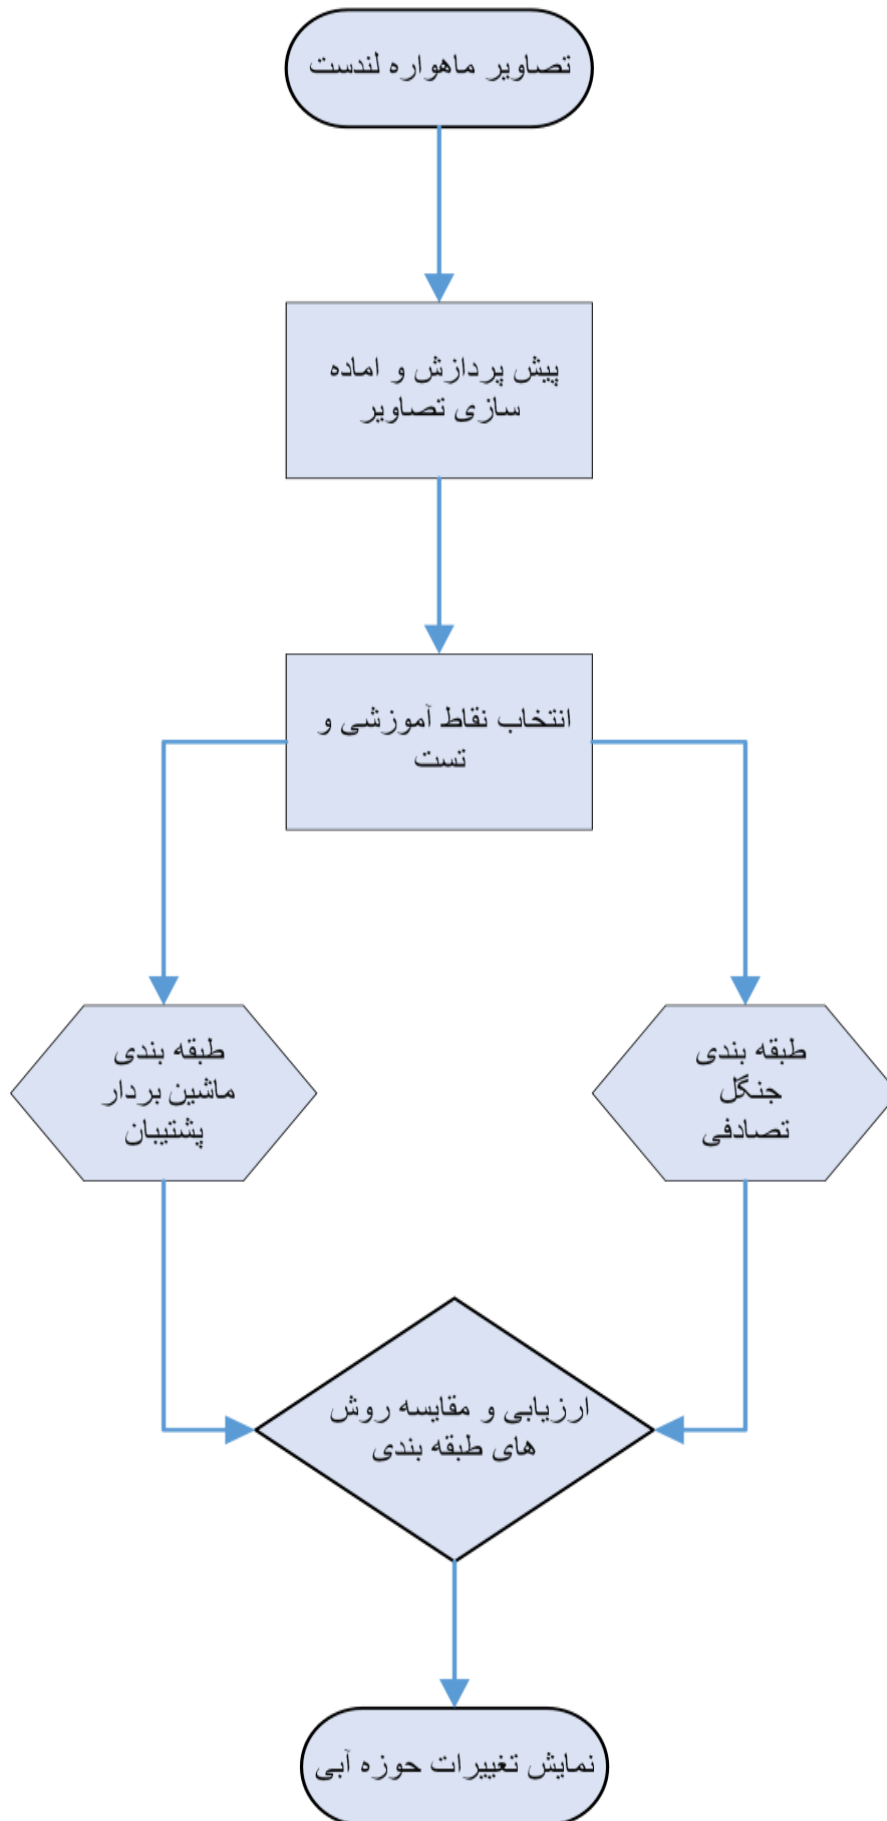 تصاویر ماهواره لندست
پیش پردازش و اماده
سازی تصاویر
انتخاب نقاط آموزشی و
تست
طبقه بندی
جنگل
تصادفی
طبقه بندی
ماشین بردار
پشتیبان
ارزیابی و مقایسه روش
های طبقه بندی
نمایش تغییرات حوزه آبی